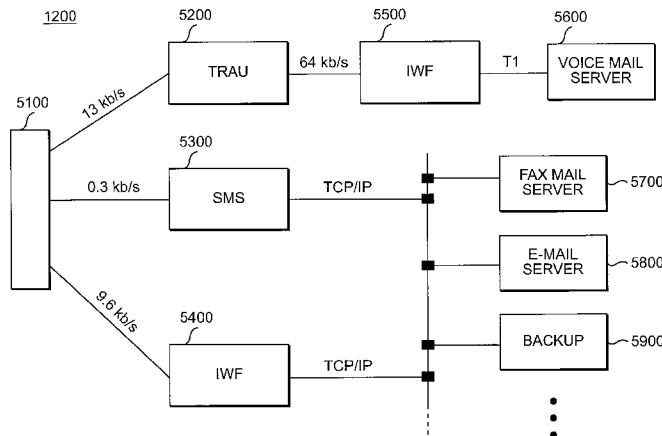 1200
5100
13 kb/s
0.3 kb/s
9.6 kb/s
5200
TRAU
64 kb/s
5500
IWF
T1
5600
VOICE MAIL
SERVER
5300
SMS
TCP/IP
5400
IWF
TCP/IP
FAX MAIL
SERVER
5700
E-MAIL
SERVER
5800
BACKUP
5900